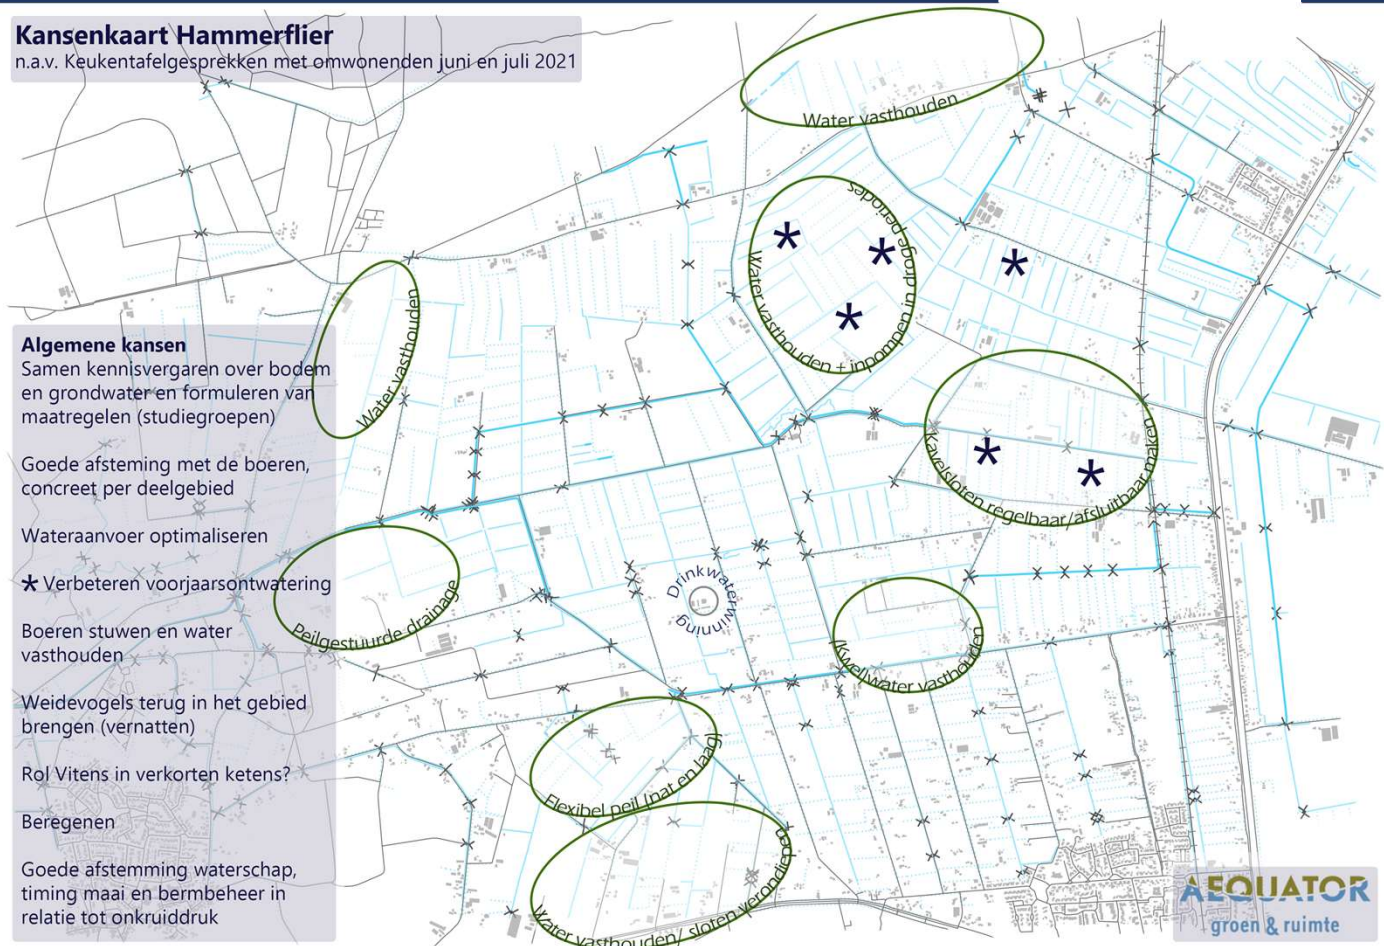 Kansenkaart Hammerflier
n.a.v. Keukentafelgesprekken met omwonenden juni en juli 2021
Water vasthouden
Water vasthouden + inpompen in droge periodes
Water vasthouden
Algemene kansen
Samen kennisvergaren over bodem
en grondwater en formuleren van
maatregelen (studiegroepen)
Goede afsteming met de boeren,
concreet per deelgebied
Wateraanvoer optimaliseren
* Verbeteren voorjaarsontwatering
Boeren stuwen en water
vasthouden
Weidevogels terug in het gebied
brengen (vernatten)
Rol Vitens in verkorten ketens?
Beregenen
Goede afstemming waterschap,
timing maai en bermbeheer in
relatie tot onkruiddruk
Kavelsloten regelbaar/afsluitbaar maken
Peilgestuurde drainage
Drinkwaterwinning
(Kwel)water vasthouden
Flexibel peil (nat en laag)
Water vasthouden/ sloten verondiepen
AEQUATOR
groen & ruimte